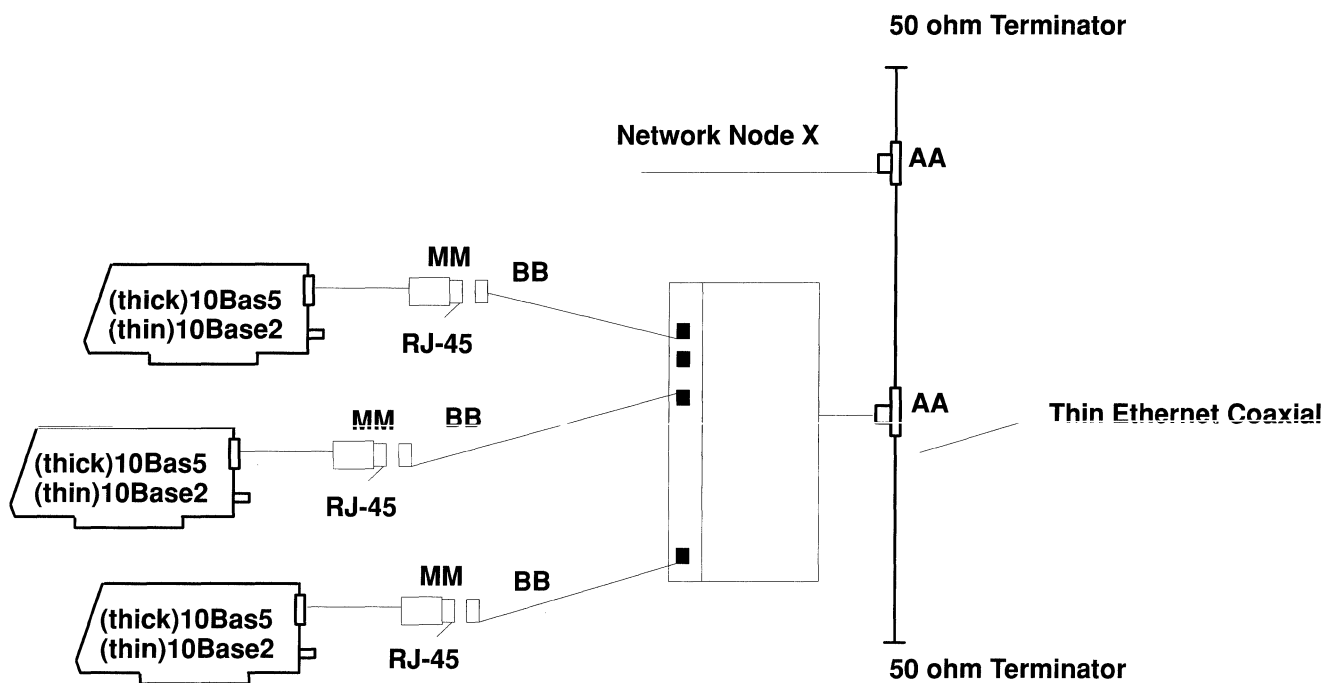 50 ohm Terminator
Network Node X
AA
MM
BB
(thick)10Bas5
(thin)10Base2
RJ-45
AA
Thin Ethernet Coaxial
MM
BB
(thick)10Bas5
(thin)10Base2
RJ-45
MM
BB
(thick)10Bas5
(thin)10Base2
RJ-45
50 ohm Terminator